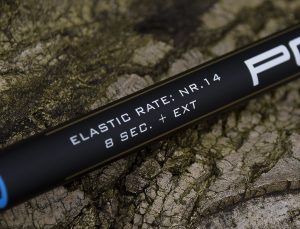 ELASTIC RATE: NR.14
8 SEC. + EXT